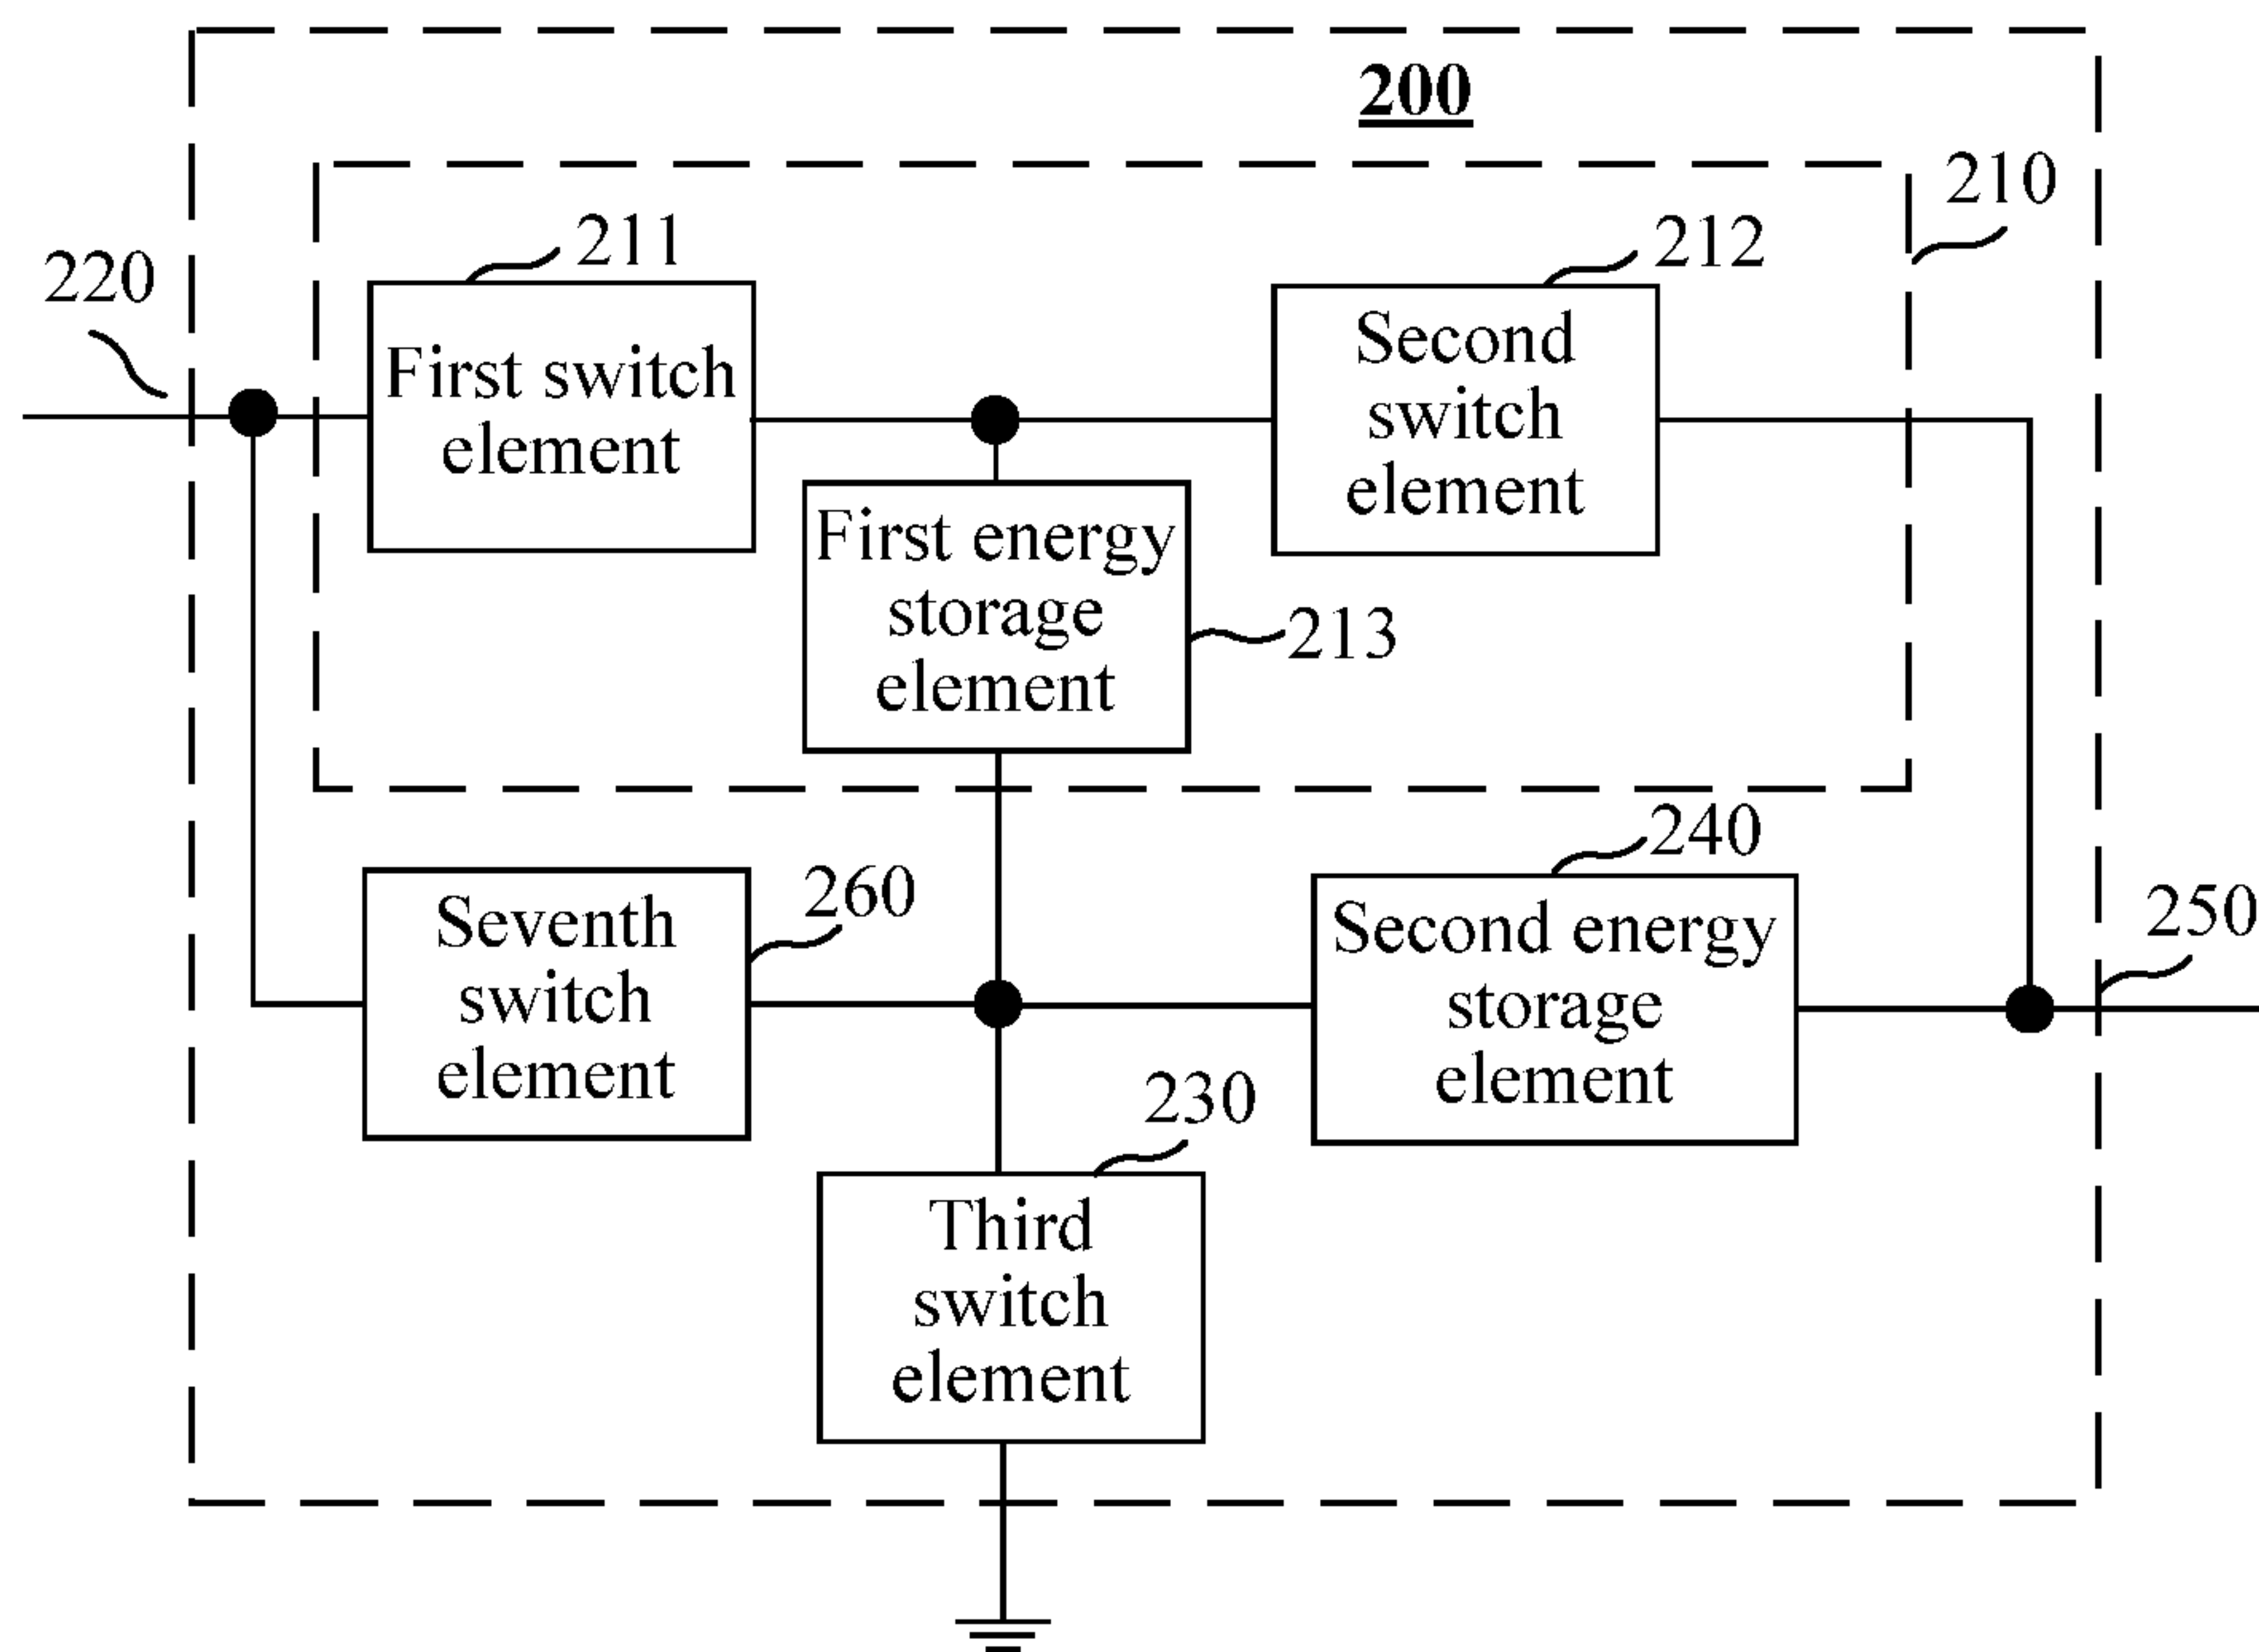 200
210
211
212
220
First switch
element
Second
switch
element
First energy
storage
element
213
240
260
250
Seventh
switch
element
Second energy
storage
element
230
Third
switch
element